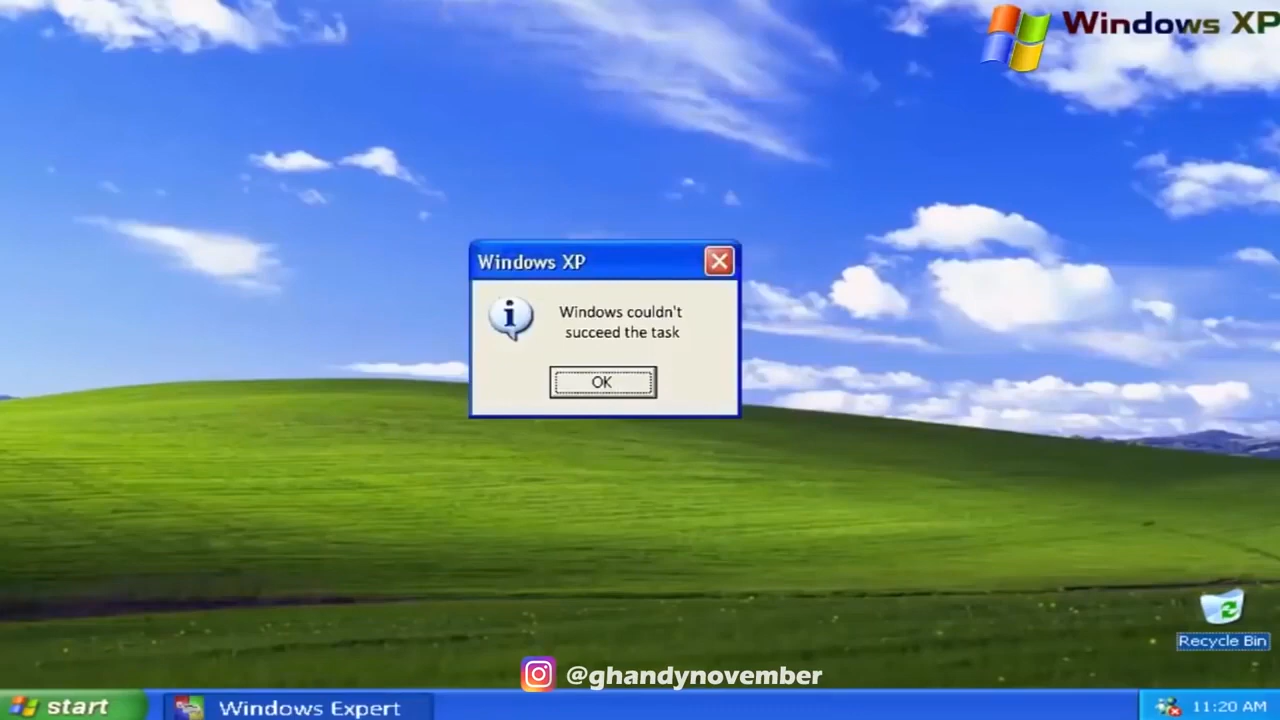 Windows XP
Windows XP
Windows couldn't
succeed the task
OK
Recycle Bin
@ghandynovember
start
Windows Expert
11:20 AM